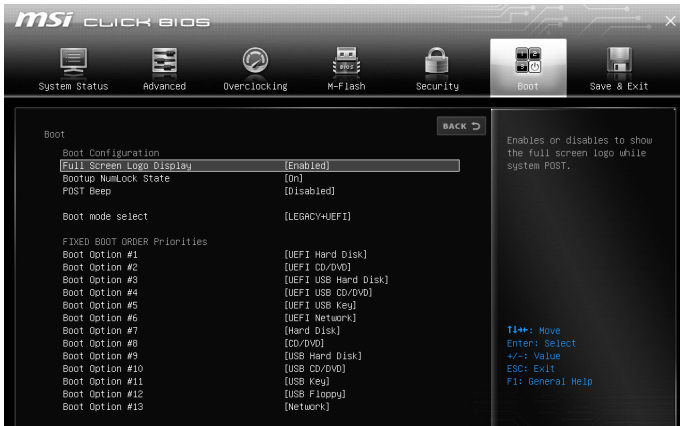 msi CLICK BIOS
System Status Advanced Overclocking M-Flash Security Boot Save & Exit
BIOS
1 2
3
BACK
Boot
Boot Configuration
Full Screen Logo Display [Enabled]
Bootup NumLock State [On]
POST Beep [Disabled]
Boot mode select [LEGACY+UEFI]
FIXED BOOT ORDER Priorities
Boot Option #1 [UEFI Hard Disk]
Boot Option #2 [UEFI CD/DVD]
Boot Option #3 [UEFI USB Hard Disk]
Boot Option #4 [UEFI USB CD/DVD]
Boot Option #5 [UEFI USB Key]
Boot Option #6 [UEFI Network]
Boot Option #7 [Hard Disk]
Boot Option #8 [CD/DVD]
Boot Option #9 [USB Hard Disk]
Boot Option #10 [USB CD/DVD]
Boot Option #11 [USB Key]
Boot Option #12 [USB Floppy]
Boot Option #13 [Network]
Enables or disables to show
the full screen logo while
system POST.
↑↓→←: Move
Enter: Select
+/-: Value
ESC: Exit
F1: General Help